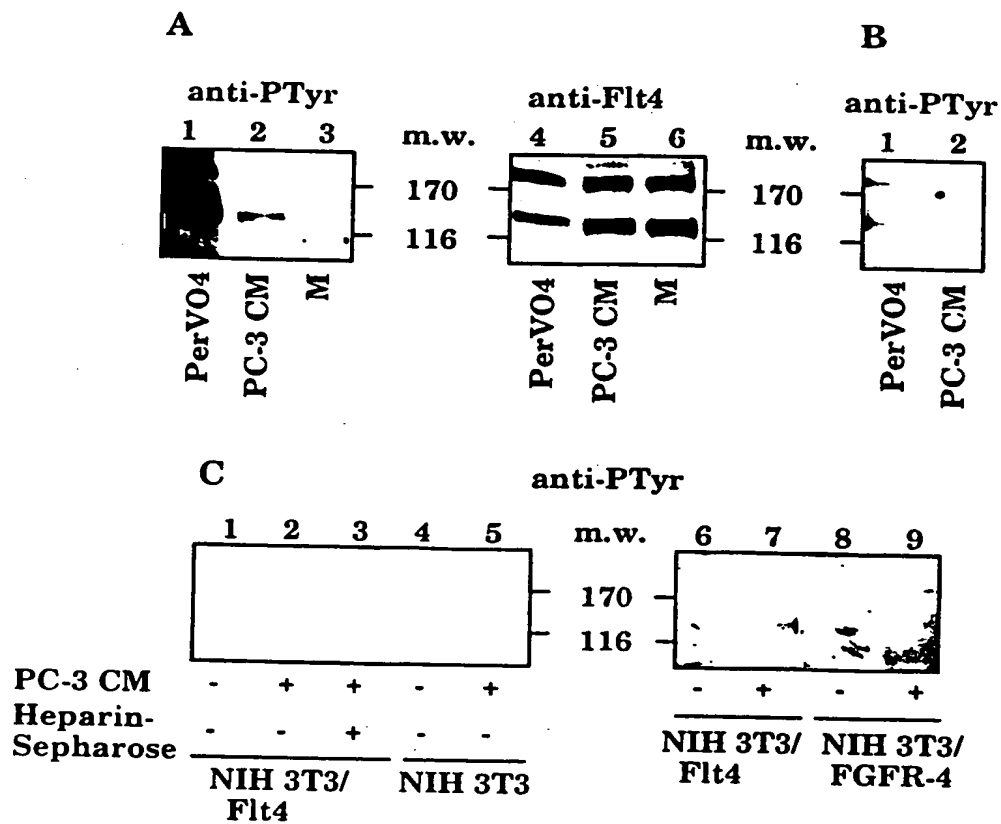 A
B
anti-PTyr
anti-Flt4
anti-PTyr
1 2 3 m.w. 4 5 6 m.w. 1 2
170 170
116 116
PerVO4
PC-3 CM
M
PerVO4
PC-3 CM
M
PerVO4
PC-3 CM
C
anti-PTyr
1 2 3 4 5 m.w. 6 7 8 9
170
116
PC-3 CM - + + - + - + - +
Heparin-
Sepharose - - + - -
NIH 3T3/
Flt4
NIH 3T3
NIH 3T3/
Flt4
NIH 3T3/
FGFR-4